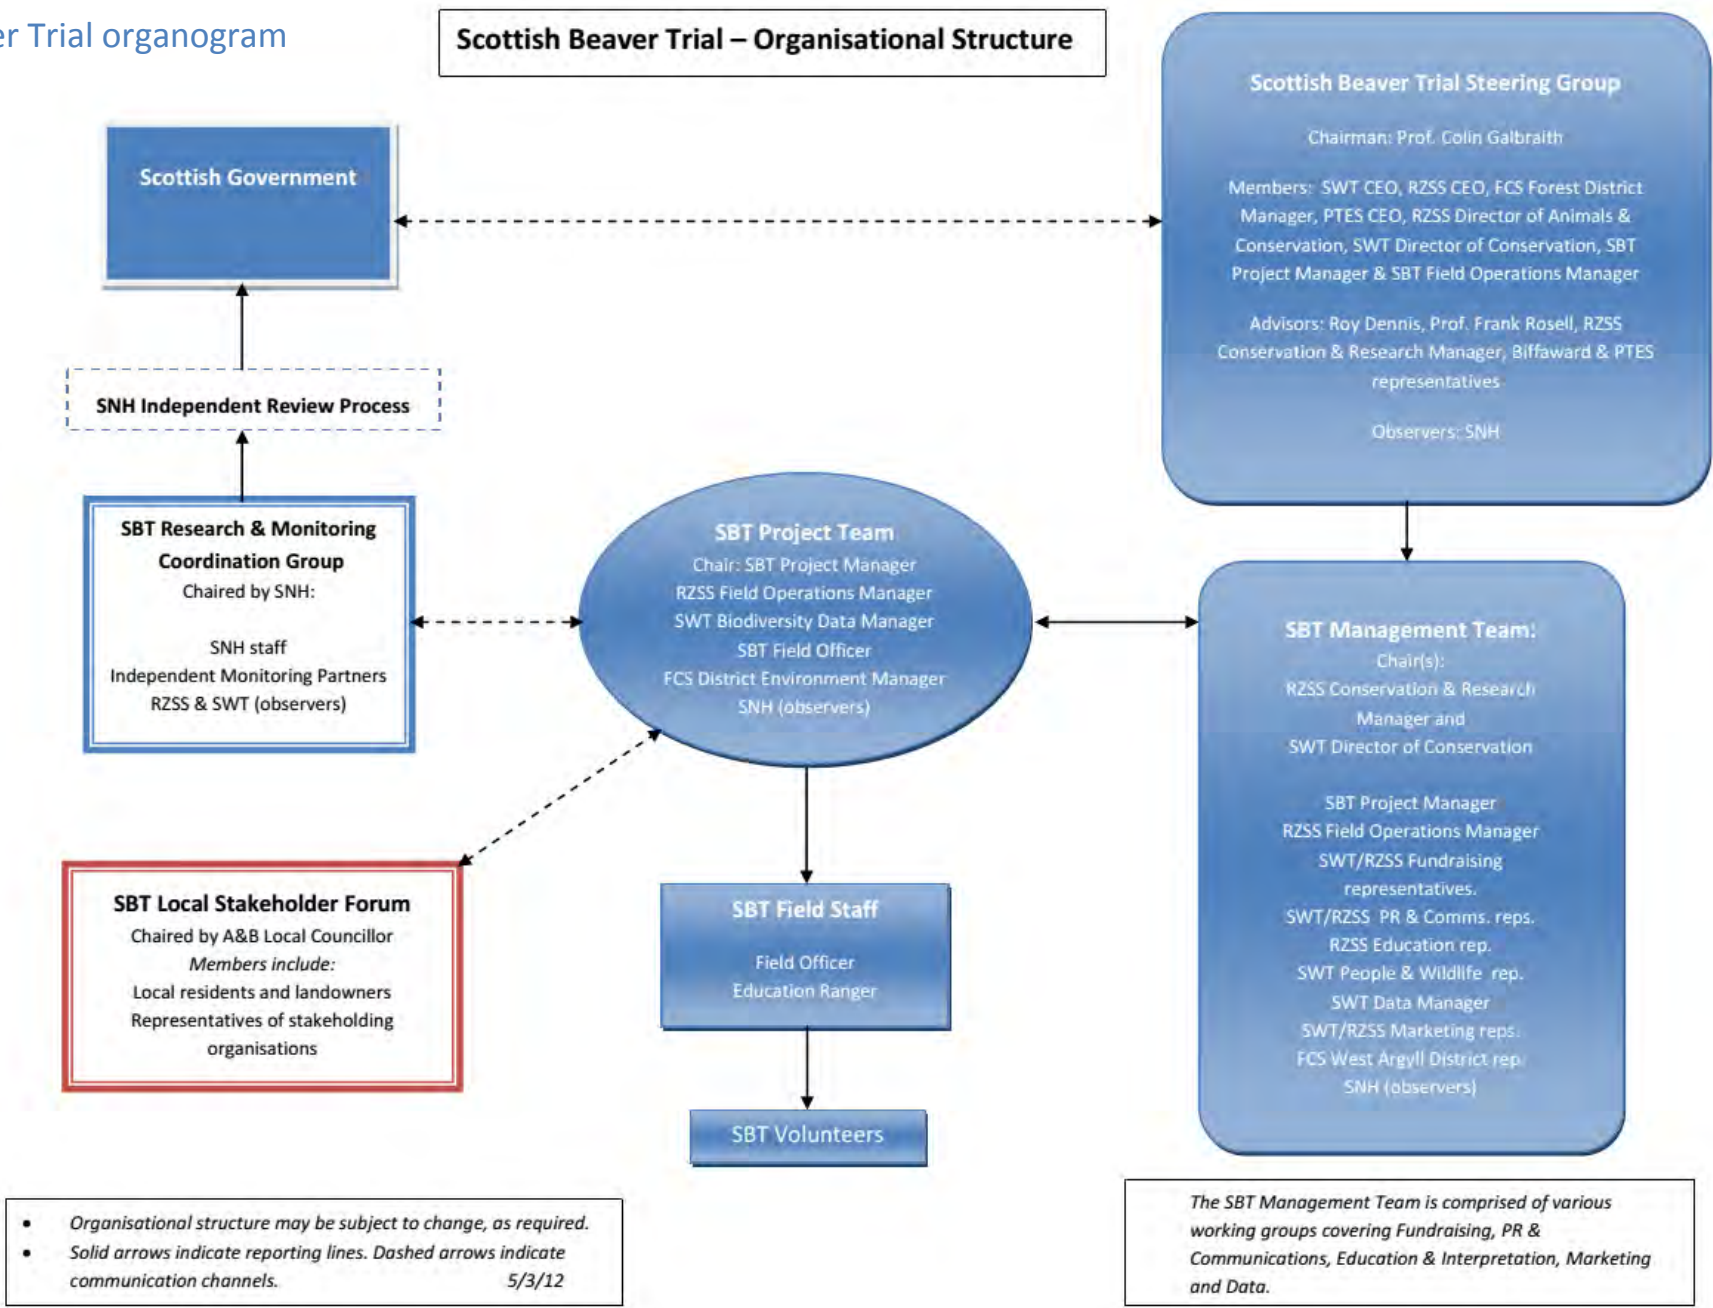 er Trial organogram
Scottish Beaver Trial – Organisational Structure
Scottish Government
SNH Independent Review Process
SBT Research & Monitoring
Coordination Group
Chaired by SNH:
SNH staff
Independent Monitoring Partners
RZSS & SWT (observers)
SBT Local Stakeholder Forum
Chaired by A&B Local Councillor
Members include:
Local residents and landowners
Representatives of stakeholding
organisations
SBT Project Team
Chair: SBT Project Manager
RZSS Field Operations Manager
SWT Biodiversity Data Manager
SBT Field Officer
FCS District Environment Manager
SNH (observers)
SBT Field Staff
Field Officer
Education Ranger
SBT Volunteers
Scottish Beaver Trial Steering Group
Chairman: Prof. Colin Galbraith
Members: SWT CEO, RZSS CEO, FCS Forest District
Manager, PTES CEO, RZSS Director of Animals &
Conservation, SWT Director of Conservation, SBT
Project Manager & SBT Field Operations Manager
Advisors: Roy Dennis, Prof. Frank Rosell, RZSS
Conservation & Research Manager, Biffaward & PTES
representatives
Observers: SNH
SBT Management Team:
Chair(s):
RZSS Conservation & Research
Manager and
SWT Director of Conservation
SBT Project Manager
RZSS Field Operations Manager
SWT/RZSS Fundraising
representatives.
SWT/RZSS PR & Comms. reps.
RZSS Education rep.
SWT People & Wildlife rep.
SWT Data Manager
SWT/RZSS Marketing reps.
FCS West Argyll District rep.
SNH (observers)
• Organisational structure may be subject to change, as required.
• Solid arrows indicate reporting lines. Dashed arrows indicate
communication channels. 5/3/12
The SBT Management Team is comprised of various
working groups covering Fundraising, PR &
Communications, Education & Interpretation, Marketing
and Data.